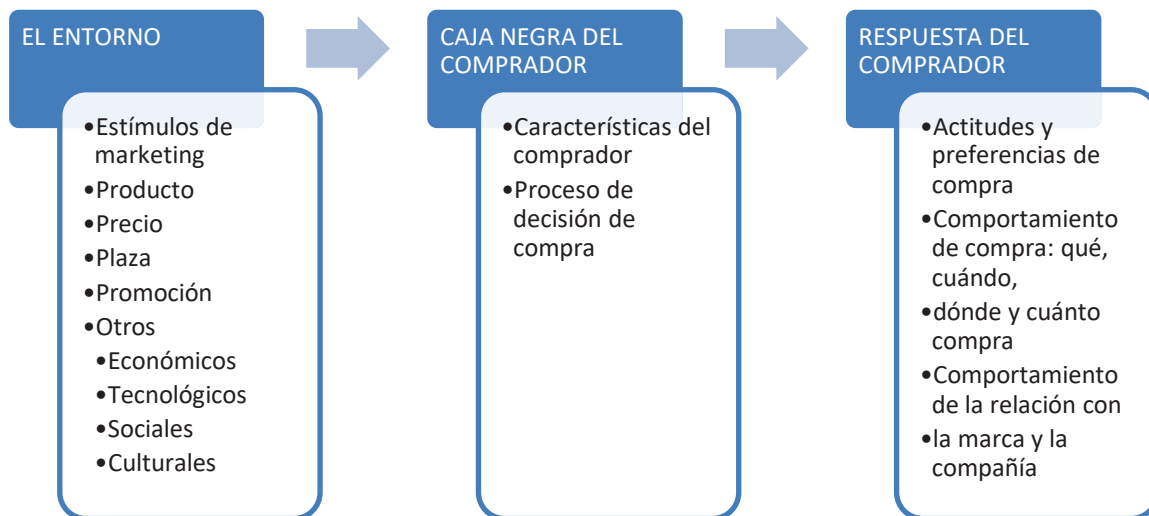 EL ENTORNO
•Estímulos de
marketing
•Producto
•Precio
•Plaza
•Promoción
•Otros
•Económicos
•Tecnológicos
•Sociales
•Culturales
CAJA NEGRA DEL
COMPRADOR
•Características del
comprador
•Proceso de
decisión de
compra
RESPUESTA DEL
COMPRADOR
•Actitudes y
preferencias de
compra
•Comportamiento
de compra: qué,
cuándo,
•dónde y cuánto
compra
•Comportamiento
de la relación con
•la marca y la
compañía